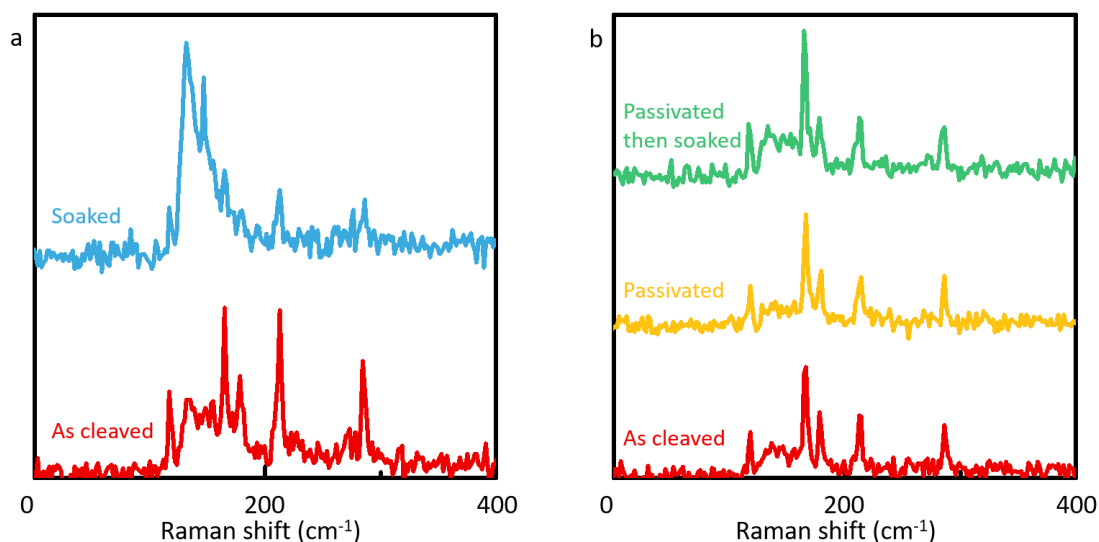 a
Soaked
As cleaved
0
200
400
Raman shift (cm⁻¹)
b
Passivated
then soaked
Passivated
As cleaved
0
200
400
Raman shift (cm⁻¹)